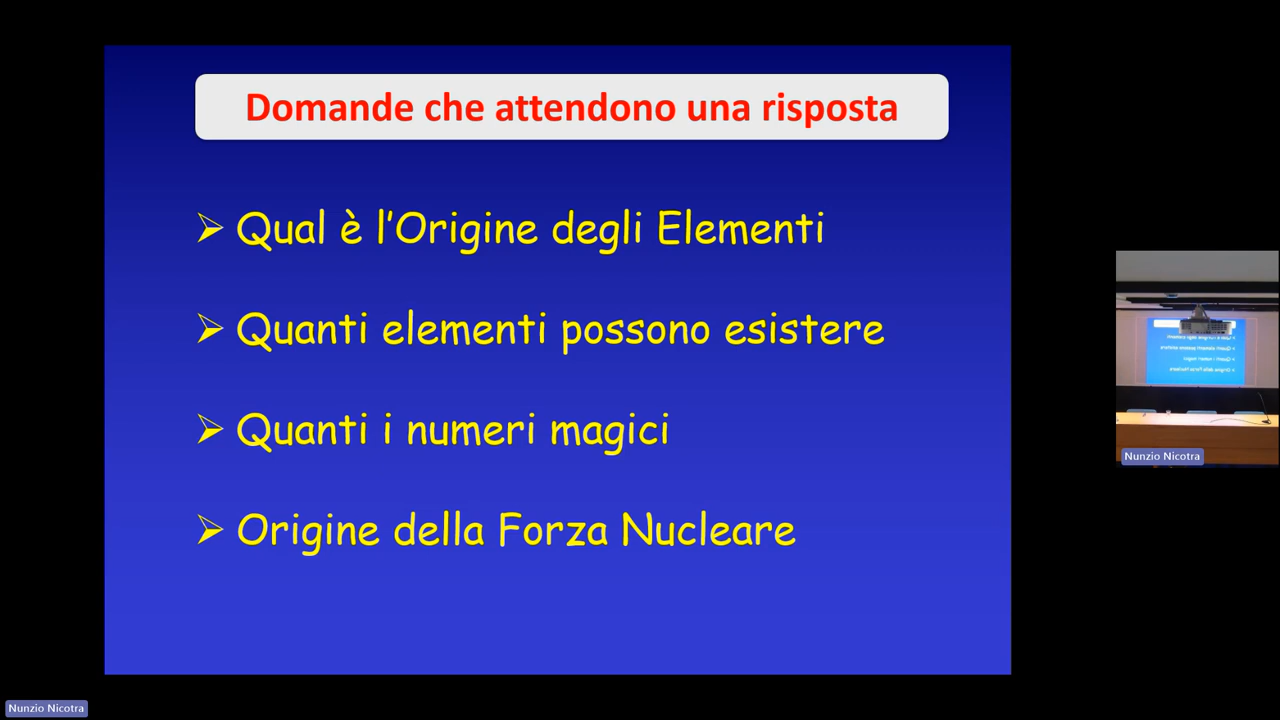 Domande che attendono una risposta
➢ Qual è l'Origine degli Elementi
➢ Quanti elementi possono esistere
➢ Quanti i numeri magici
➢ Origine della Forza Nucleare
Nunzio Nicotra
Nunzio Nicotra